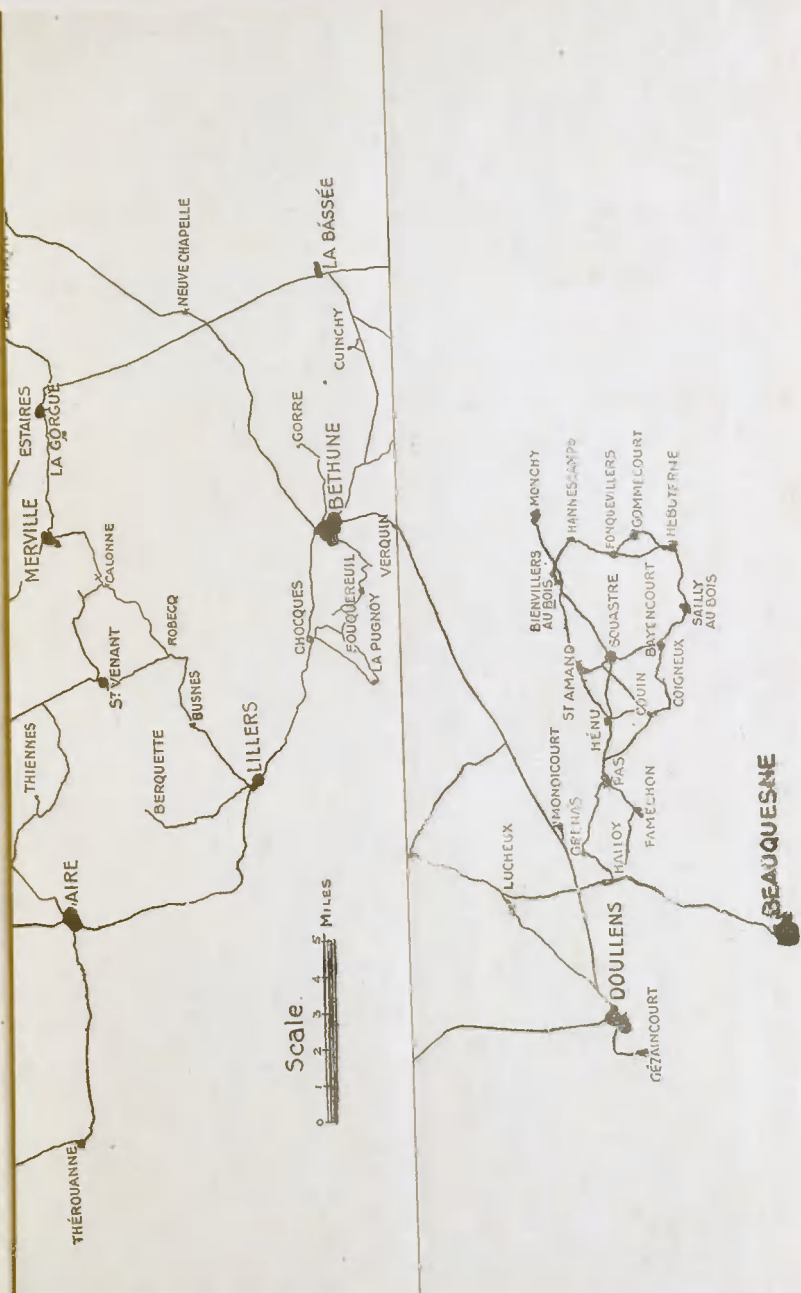 ESTAIRES
THIENNES
MERVILLE
LA GORGUE
AIRE
THÉROUANNE
CALONNE
ST VENANT
ROBECQ
BERQUETTE
NEUVE CHAPELLE
BUSNES
LILLERS
GORRE
CHOCQUES
Scale
0 1 2 3 4 5 MILES
LA BASSÉE
BETHUNE
CUINCHY
FOUQUEREUIL
LA PUGNOY
VERQUIN
LUCHEUX
MONCHY
BIENVILLERS
AU BOIS
MONDICOURT
HANNESCAMPS
ST AMAND
GRENAS
HÉNU
SOUASTRE
FONQUEVILLERS
DOULLENS
HALLOY
PAS
COUIN
GOMMECOURT
BAYENCOURT
FAMECHON
GÉZAINCOURT
HEBUTERNE
COIGNEUX
SAILLY
AU BOIS
BEAUQUESNE